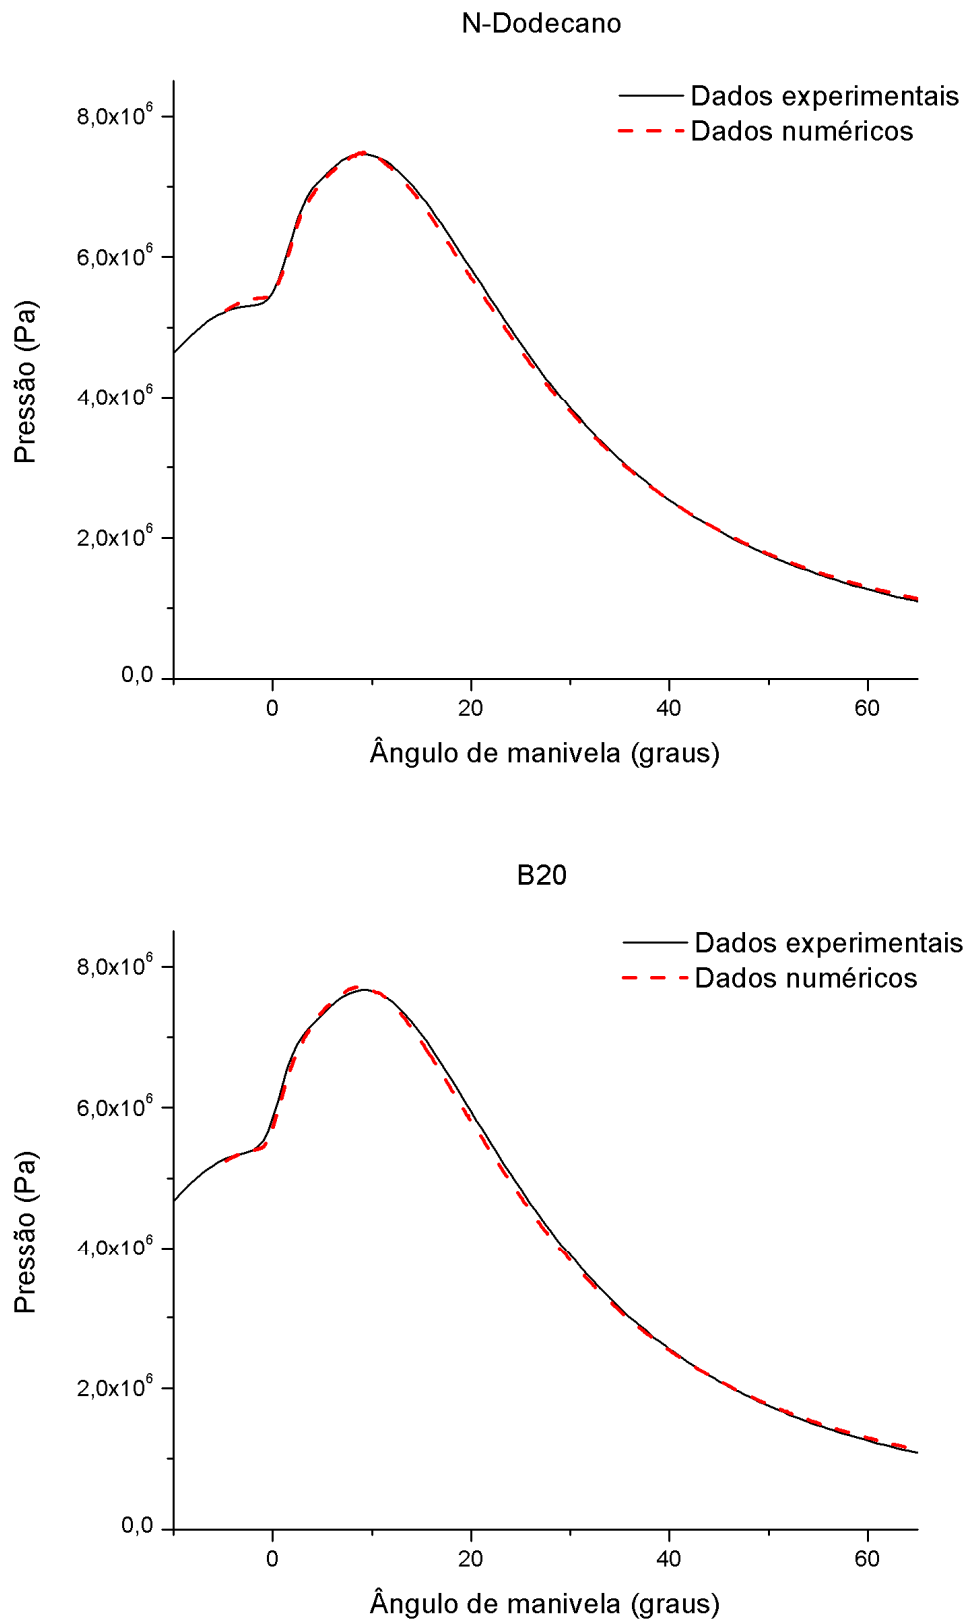 N-Dodecano
Dados experimentais
Dados numéricos
8,0x10⁶
6,0x10⁶
4,0x10⁶
2,0x10⁶
0,0
Pressão (Pa)
0 20 40 60
Ângulo de manivela (graus)
B20
Dados experimentais
Dados numéricos
8,0x10⁶
6,0x10⁶
4,0x10⁶
2,0x10⁶
0,0
Pressão (Pa)
0 20 40 60
Ângulo de manivela (graus)